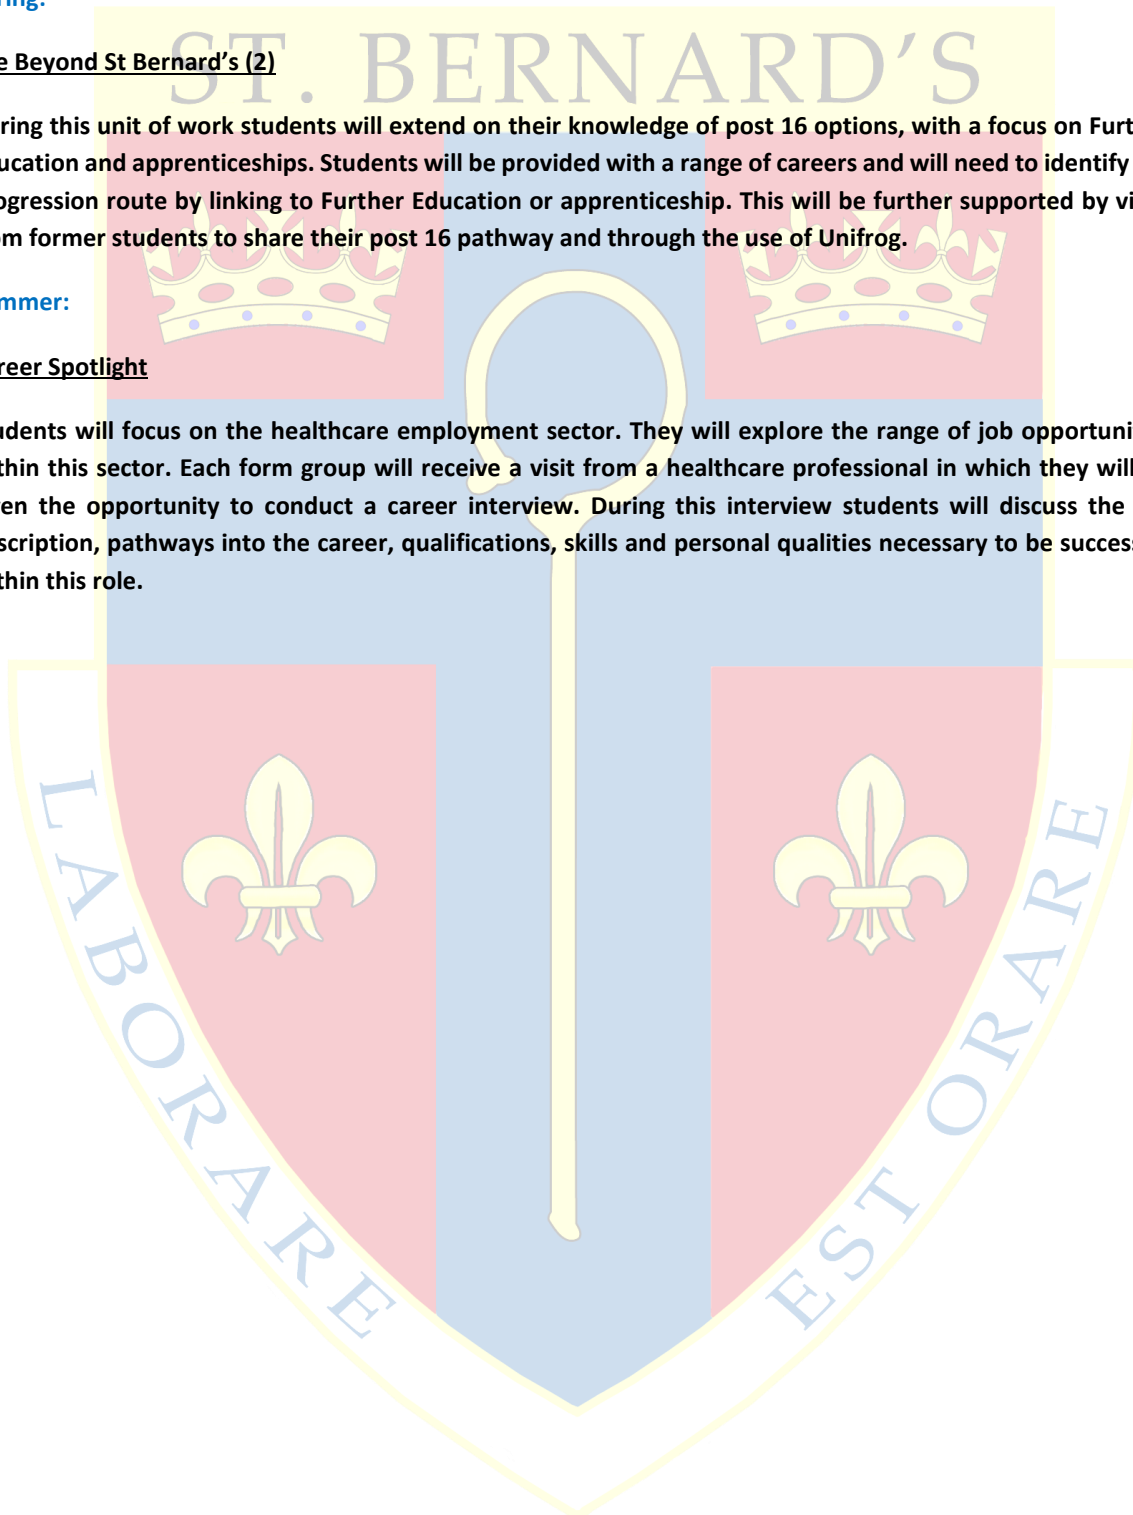 ring:
ST. BERNARD'S
e Beyond St Bernard's (2)
ring this unit of work students will extend on their knowledge of post 16 options, with a focus on Furt
ucation and apprenticeships. Students will be provided with a range of careers and will need to identify
ogression route by linking to Further Education or apprenticeship. This will be further supported by vi
om former students to share their post 16 pathway and through the use of Unifrog.
mmer:
reer Spotlight
udents will focus on the healthcare employment sector. They will explore the range of job opportuni
thin this sector. Each form group will receive a visit from a healthcare professional in which they will
en the opportunity to conduct a career interview. During this interview students will discuss the
scription, pathways into the career, qualifications, skills and personal qualities necessary to be success
thin this role.
LABORARE EST ORARE